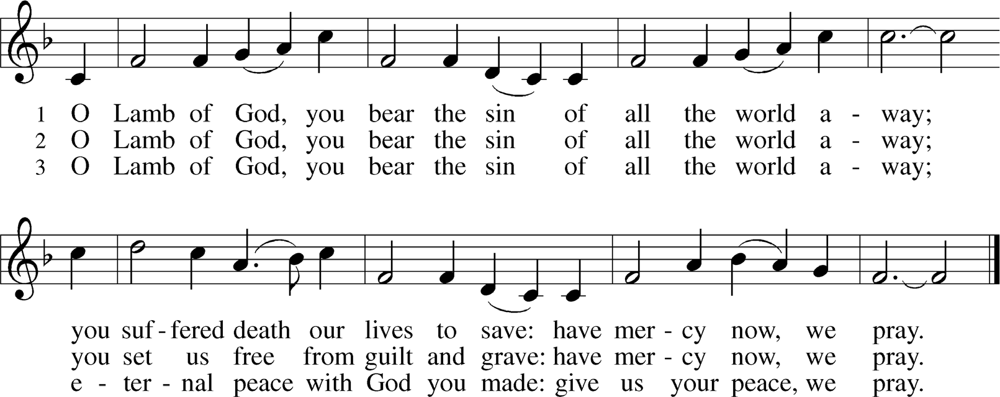 1 O Lamb of God, you bear the sin of all the world a - way;
2 O Lamb of God, you bear the sin of all the world a - way;
3 O Lamb of God, you bear the sin of all the world a - way;
you suf - fered death our lives to save: have mer - cy now, we pray.
you set us free from guilt and grave: have mer - cy now, we pray.
e - ter - nal peace with God you made: give us your peace, we pray.